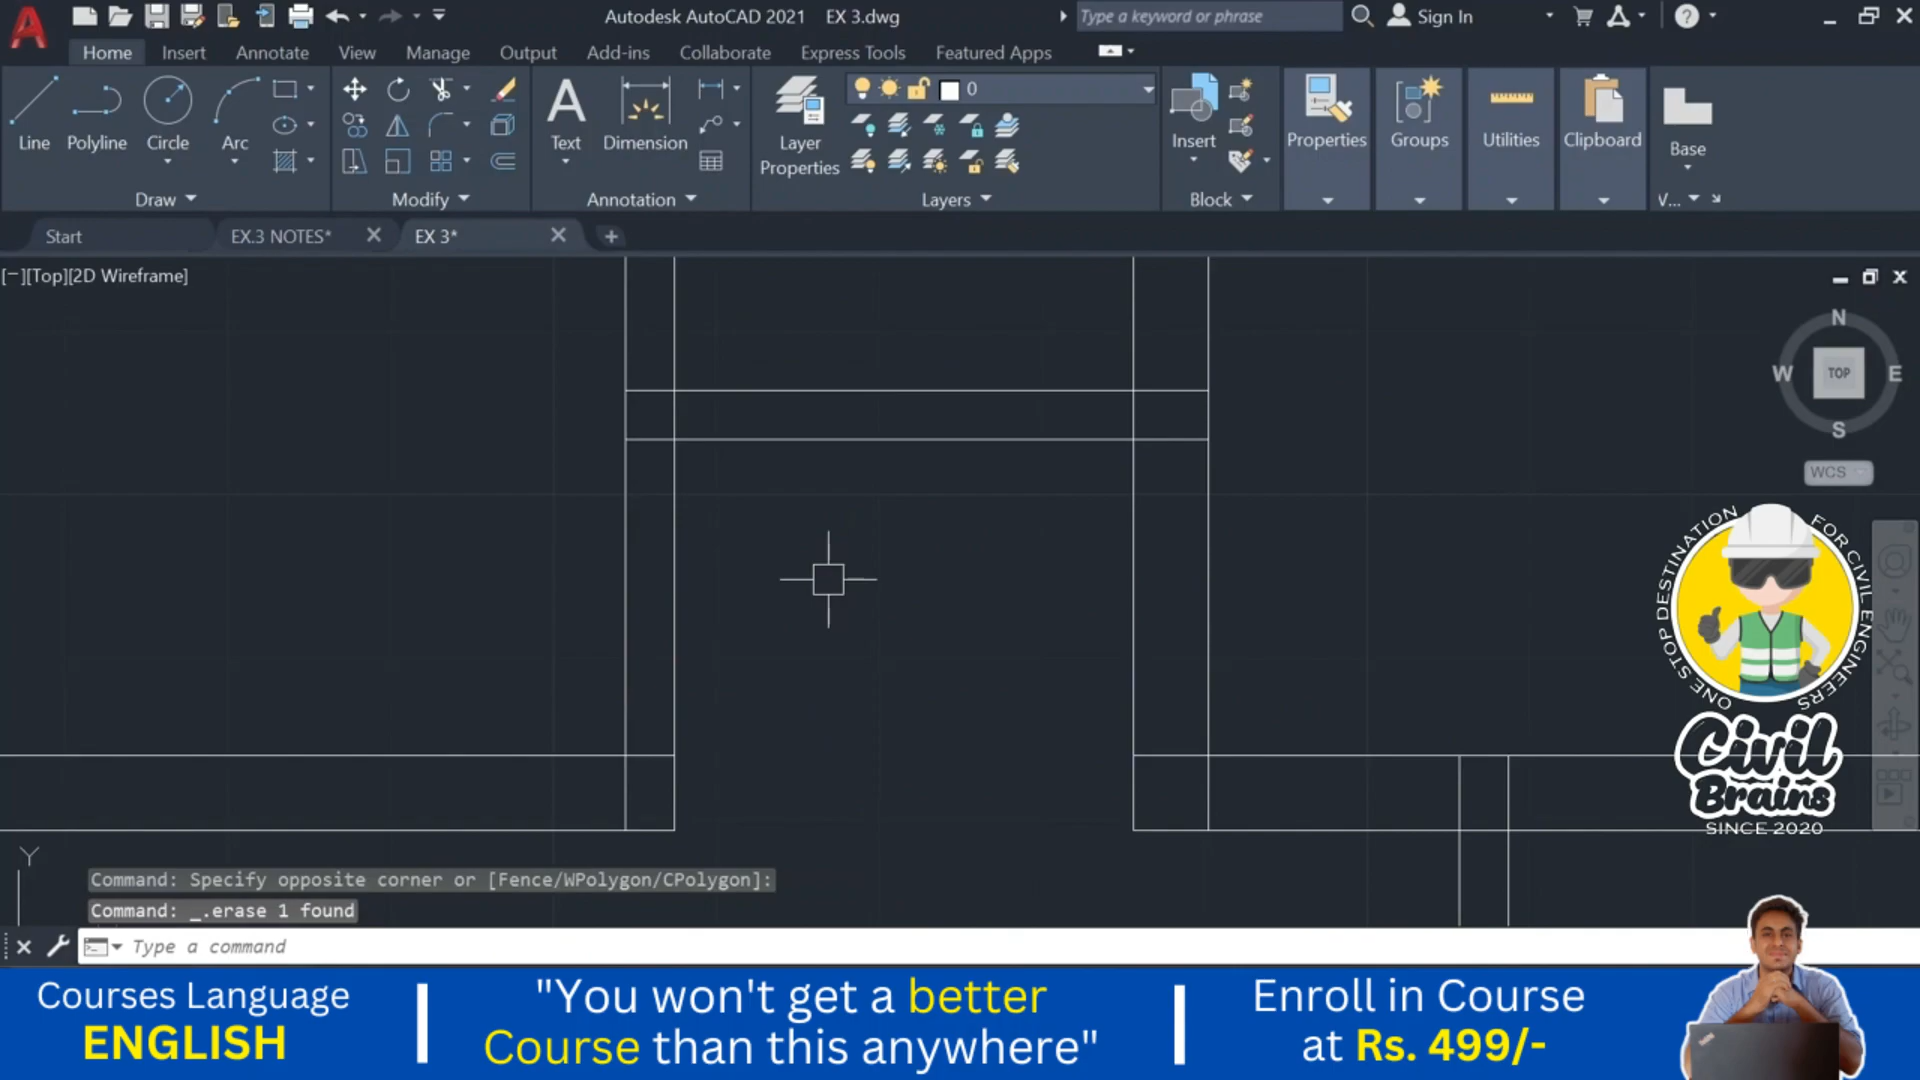 Autodesk AutoCAD 2021 EX 3.dwg
Type a keyword or phrase
Sign In
Home Insert Annotate View Manage Output Add-ins Collaborate Express Tools Featured Apps
0
Line Polyline Circle Arc
Text Dimension
Layer
Properties
Insert
Properties Groups Utilities Clipboard
Base
Draw Modify Annotation Layers Block V...
Start EX.3 NOTES* EX 3*
[−][Top][2D Wireframe]
N
W TOP E
S
WCS
ONE STOP DESTINATION FOR CIVIL ENGINEERS
Civil
Brains
SINCE 2020
Y
Command: Specify opposite corner or [Fence/WPolygon/CPolygon]:
Command: _.erase 1 found
Type a command
Courses Language
ENGLISH
"You won't get a better
Course than this anywhere"
Enroll in Course
at Rs. 499/-